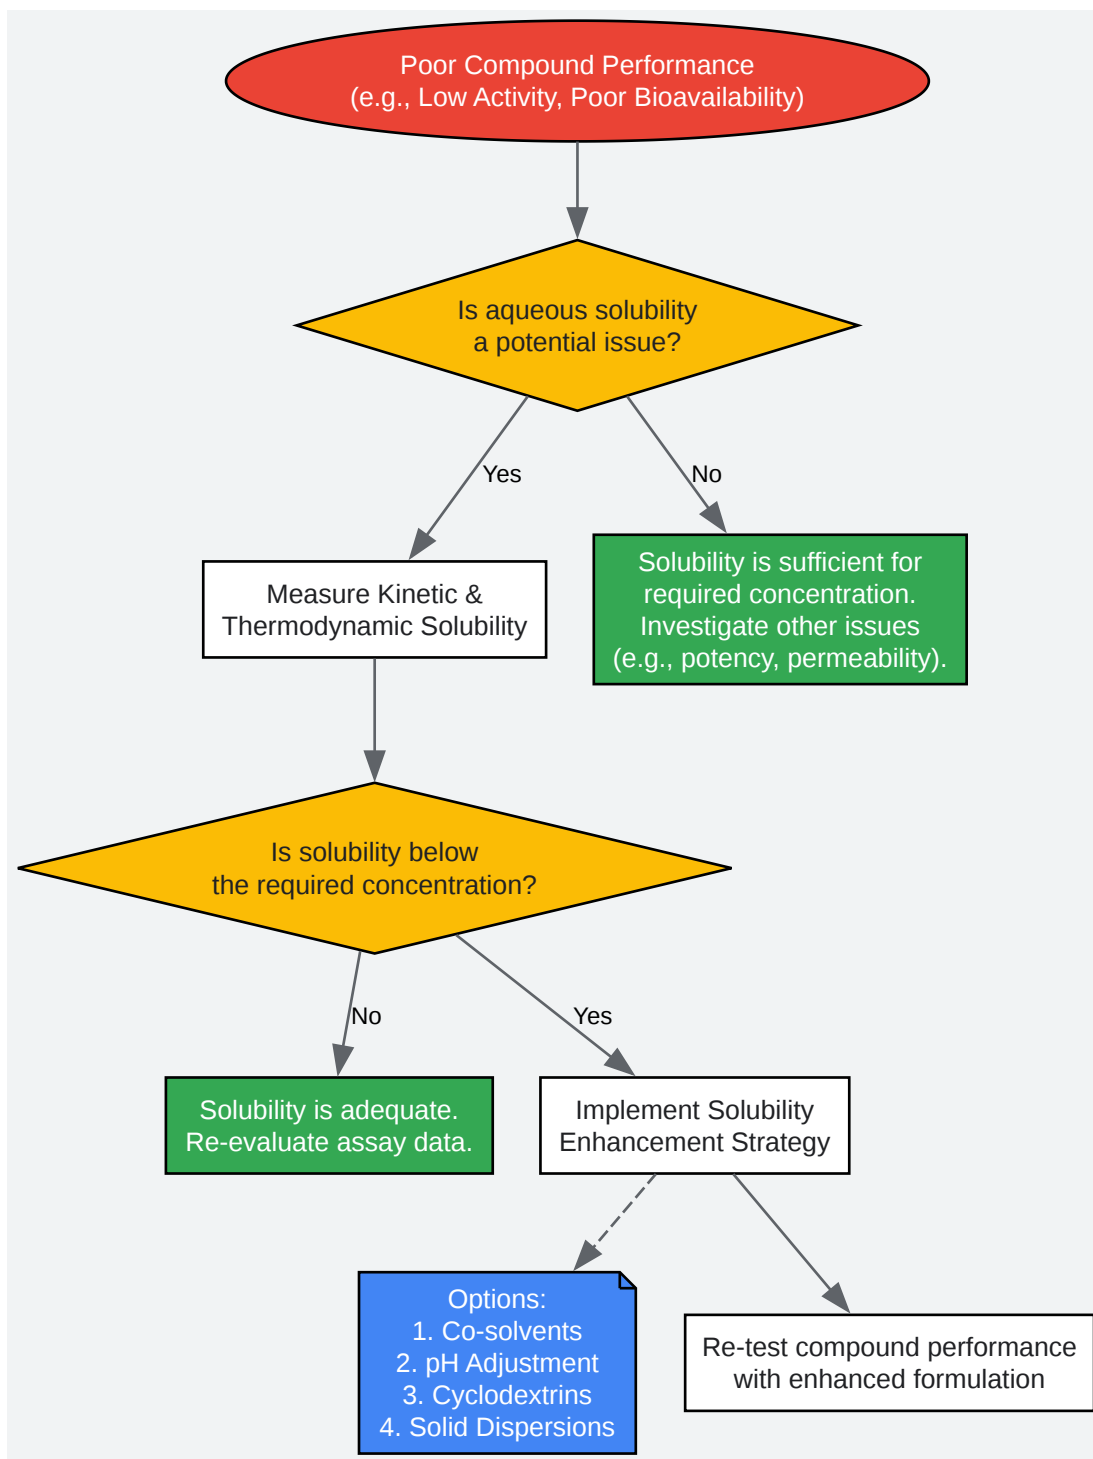 Poor Compound Performance
(e.g., Low Activity, Poor Bioavailability)
Is aqueous solubility
a potential issue?
Yes
No
Measure Kinetic &
Thermodynamic Solubility
Solubility is sufficient for
required concentration.
Investigate other issues
(e.g., potency, permeability).
Is solubility below
the required concentration?
No
Yes
Solubility is adequate.
Re-evaluate assay data.
Implement Solubility
Enhancement Strategy
Options:
1. Co-solvents
2. pH Adjustment
3. Cyclodextrins
4. Solid Dispersions
Re-test compound performance
with enhanced formulation